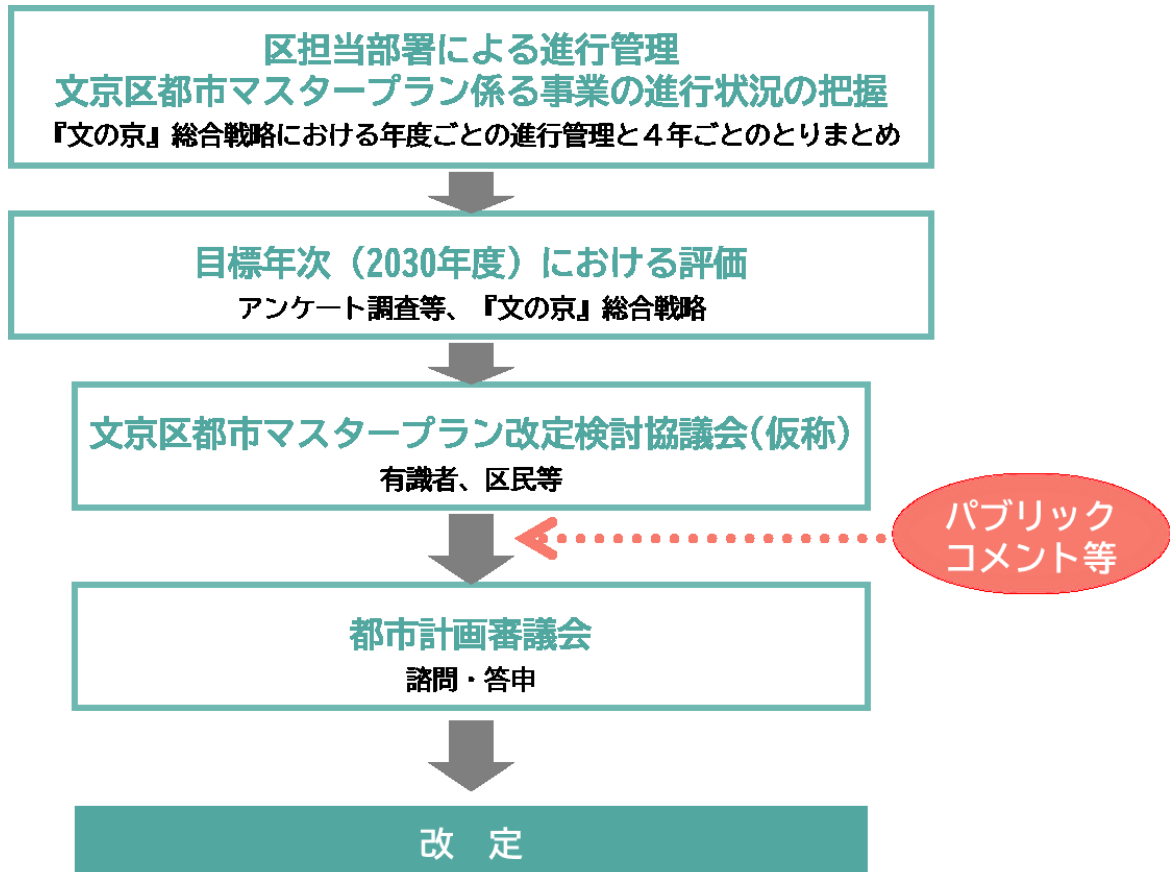 区担当部署による進行管理
文京区都市マスタープラン係る事業の進行状況の把握
『文の京』総合戦略における年度ごとの進行管理と４年ごとのとりまとめ
目標年次（2030年度）における評価
アンケート調査等、『文の京』総合戦略
文京区都市マスタープラン改定検討協議会(仮称)
有識者、区民等
パブリック
コメント等
都市計画審議会
諮問・答申
改　定